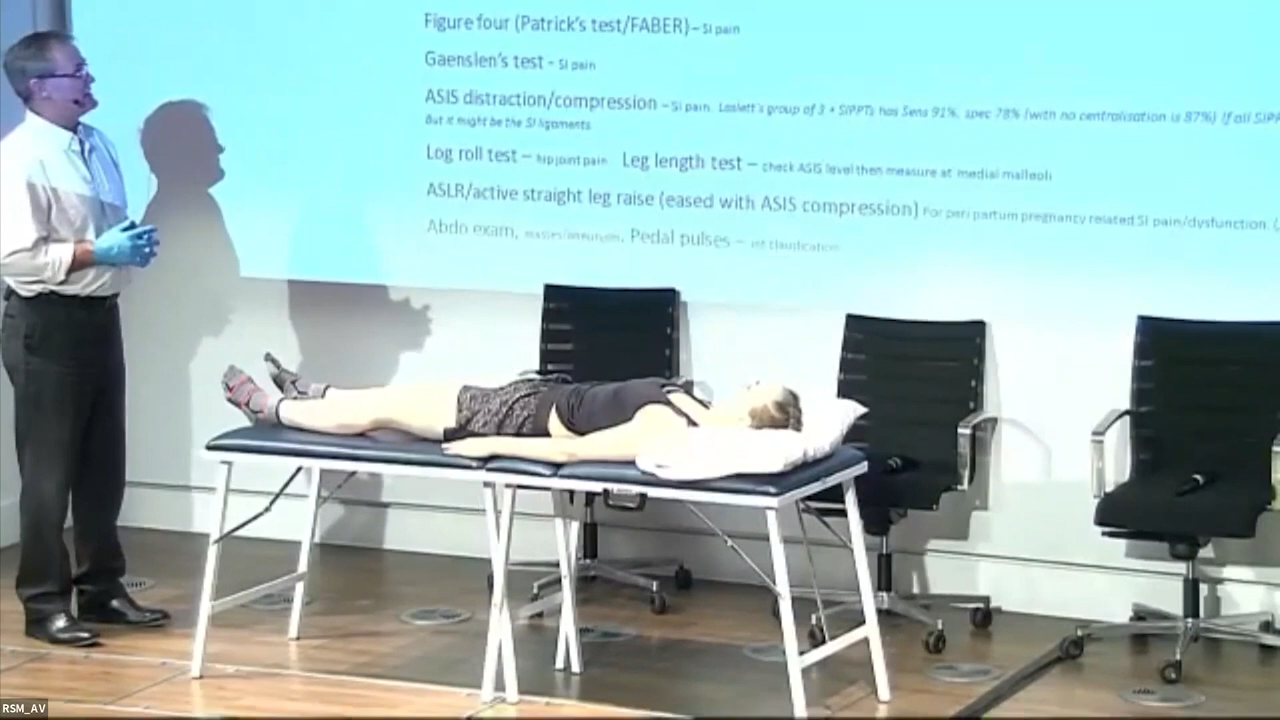 Figure four (Patrick's test/FABER) – SI pain
Gaenslen's test - SI pain
ASIS distraction/compression – SI pain. Laslett's group of 3 + SIPPTs has Sens 91%, spec 78% (with no centralisation is 87%) If all SIPP
But it might be the SI ligaments
Log roll test – hip joint pain Leg length test – check ASIS level then measure at medial malleoli
ASLR/active straight leg raise (eased with ASIS compression) For peri partum pregnancy related SI pain/dysfunction. (
Abdo exam, masses/aneurysm. Pedal pulses – int claudication
RSM_AV